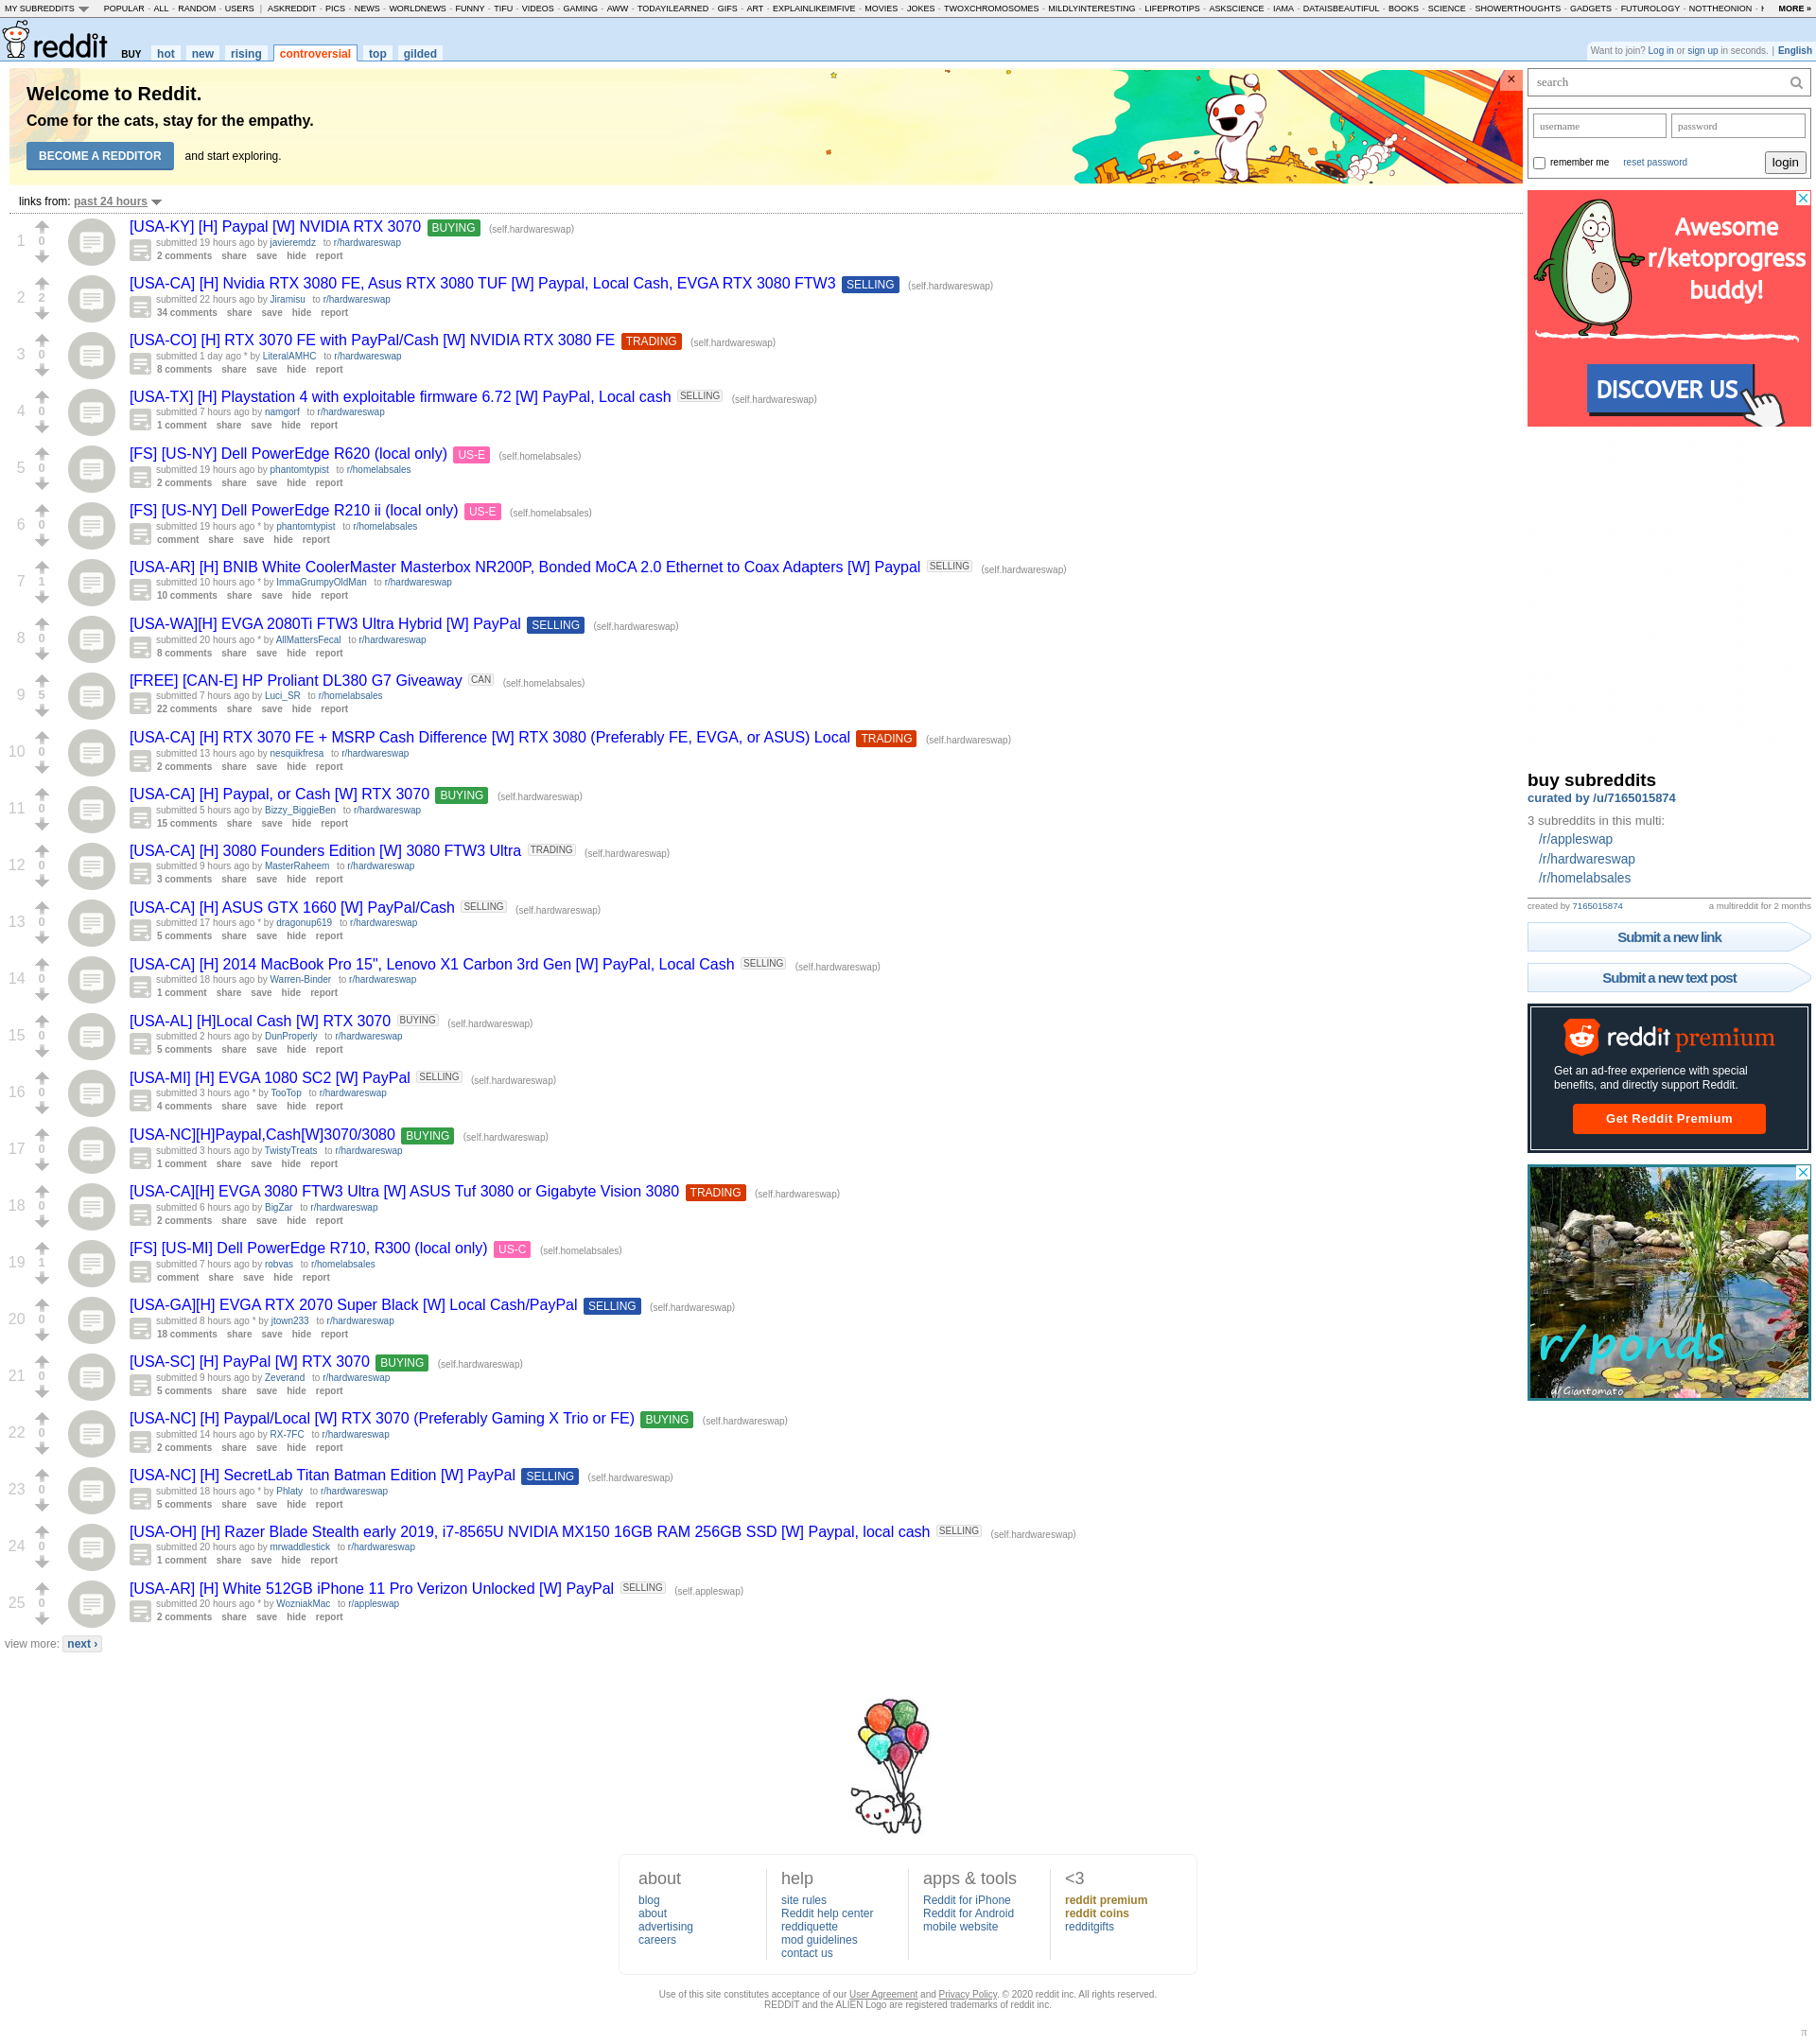 MY SUBREDDITS POPULAR - ALL - RANDOM - USERS | ASKREDDIT - PICS - NEWS - WORLDNEWS - FUNNY - TIFU - VIDEOS - GAMING - AWW - TODAYILEARNED - GIFS - ART - EXPLAINLIKEIMFIVE - MOVIES - JOKES - TWOXCHROMOSOMES - MILDLYINTERESTING - LIFEPROTIPS - ASKSCIENCE - IAMA - DATAISBEAUTIFUL - BOOKS - SCIENCE - SHOWERTHOUGHTS - GADGETS - FUTUROLOGY - NOTTHEONION - MORE »
reddit BUY hot new rising controversial top gilded
Want to join? Log in or sign up in seconds. | English
Welcome to Reddit.
Come for the cats, stay for the empathy.
BECOME A REDDITOR and start exploring.
links from: past 24 hours
1 0 [USA-KY] [H] Paypal [W] NVIDIA RTX 3070 BUYING (self.hardwareswap)
submitted 19 hours ago by javieremdz to r/hardwareswap
2 comments share save hide report
2 2 [USA-CA] [H] Nvidia RTX 3080 FE, Asus RTX 3080 TUF [W] Paypal, Local Cash, EVGA RTX 3080 FTW3 SELLING (self.hardwareswap)
submitted 22 hours ago by Jiramisu to r/hardwareswap
34 comments share save hide report
3 0 [USA-CO] [H] RTX 3070 FE with PayPal/Cash [W] NVIDIA RTX 3080 FE TRADING (self.hardwareswap)
submitted 1 day ago * by LiteralAMHC to r/hardwareswap
8 comments share save hide report
4 0 [USA-TX] [H] Playstation 4 with exploitable firmware 6.72 [W] PayPal, Local cash SELLING (self.hardwareswap)
submitted 7 hours ago by namgorf to r/hardwareswap
1 comment share save hide report
5 0 [FS] [US-NY] Dell PowerEdge R620 (local only) US-E (self.homelabsales)
submitted 19 hours ago by phantomtypist to r/homelabsales
2 comments share save hide report
6 0 [FS] [US-NY] Dell PowerEdge R210 ii (local only) US-E (self.homelabsales)
submitted 19 hours ago * by phantomtypist to r/homelabsales
comment share save hide report
7 1 [USA-AR] [H] BNIB White CoolerMaster Masterbox NR200P, Bonded MoCA 2.0 Ethernet to Coax Adapters [W] Paypal SELLING (self.hardwareswap)
submitted 10 hours ago * by ImmaGrumpyOldMan to r/hardwareswap
10 comments share save hide report
8 0 [USA-WA][H] EVGA 2080Ti FTW3 Ultra Hybrid [W] PayPal SELLING (self.hardwareswap)
submitted 20 hours ago * by AllMattersFecal to r/hardwareswap
8 comments share save hide report
9 5 [FREE] [CAN-E] HP Proliant DL380 G7 Giveaway CAN (self.homelabsales)
submitted 7 hours ago by Luci_SR to r/homelabsales
22 comments share save hide report
10 0 [USA-CA] [H] RTX 3070 FE + MSRP Cash Difference [W] RTX 3080 (Preferably FE, EVGA, or ASUS) Local TRADING (self.hardwareswap)
submitted 13 hours ago by nesquikfresa to r/hardwareswap
2 comments share save hide report
11 0 [USA-CA] [H] Paypal, or Cash [W] RTX 3070 BUYING (self.hardwareswap)
submitted 5 hours ago by Bizzy_BiggieBen to r/hardwareswap
15 comments share save hide report
12 0 [USA-CA] [H] 3080 Founders Edition [W] 3080 FTW3 Ultra TRADING (self.hardwareswap)
submitted 9 hours ago by MasterRaheem to r/hardwareswap
3 comments share save hide report
13 0 [USA-CA] [H] ASUS GTX 1660 [W] PayPal/Cash SELLING (self.hardwareswap)
submitted 17 hours ago * by dragonup619 to r/hardwareswap
5 comments share save hide report
14 0 [USA-CA] [H] 2014 MacBook Pro 15", Lenovo X1 Carbon 3rd Gen [W] PayPal, Local Cash SELLING (self.hardwareswap)
submitted 18 hours ago by Warren-Binder to r/hardwareswap
1 comment share save hide report
15 0 [USA-AL] [H]Local Cash [W] RTX 3070 BUYING (self.hardwareswap)
submitted 2 hours ago by DunProperly to r/hardwareswap
5 comments share save hide report
16 0 [USA-MI] [H] EVGA 1080 SC2 [W] PayPal SELLING (self.hardwareswap)
submitted 3 hours ago * by TooTop to r/hardwareswap
4 comments share save hide report
17 0 [USA-NC][H]Paypal,Cash[W]3070/3080 BUYING (self.hardwareswap)
submitted 3 hours ago by TwistyTreats to r/hardwareswap
1 comment share save hide report
18 0 [USA-CA][H] EVGA 3080 FTW3 Ultra [W] ASUS Tuf 3080 or Gigabyte Vision 3080 TRADING (self.hardwareswap)
submitted 6 hours ago by BigZar to r/hardwareswap
2 comments share save hide report
19 1 [FS] [US-MI] Dell PowerEdge R710, R300 (local only) US-C (self.homelabsales)
submitted 7 hours ago by robvas to r/homelabsales
comment share save hide report
20 0 [USA-GA][H] EVGA RTX 2070 Super Black [W] Local Cash/PayPal SELLING (self.hardwareswap)
submitted 8 hours ago * by jtown233 to r/hardwareswap
18 comments share save hide report
21 0 [USA-SC] [H] PayPal [W] RTX 3070 BUYING (self.hardwareswap)
submitted 9 hours ago by Zeverand to r/hardwareswap
5 comments share save hide report
22 0 [USA-NC] [H] Paypal/Local [W] RTX 3070 (Preferably Gaming X Trio or FE) BUYING (self.hardwareswap)
submitted 14 hours ago by RX-7FC to r/hardwareswap
2 comments share save hide report
23 0 [USA-NC] [H] SecretLab Titan Batman Edition [W] PayPal SELLING (self.hardwareswap)
submitted 18 hours ago * by Phlaty to r/hardwareswap
5 comments share save hide report
24 0 [USA-OH] [H] Razer Blade Stealth early 2019, i7-8565U NVIDIA MX150 16GB RAM 256GB SSD [W] Paypal, local cash SELLING (self.hardwareswap)
submitted 20 hours ago by mrwaddlestick to r/hardwareswap
1 comment share save hide report
25 0 [USA-AR] [H] White 512GB iPhone 11 Pro Verizon Unlocked [W] PayPal SELLING (self.appleswap)
submitted 20 hours ago * by WozniakMac to r/appleswap
2 comments share save hide report
view more: next ›
search
username password
remember me reset password login
Awesome
r/ketoprogress
buddy!
DISCOVER US
buy subreddits
curated by /u/7165015874
3 subreddits in this multi:
/r/appleswap
/r/hardwareswap
/r/homelabsales
created by 7165015874 a multireddit for 2 months
Submit a new link
Submit a new text post
reddit premium
Get an ad-free experience with special
benefits, and directly support Reddit.
Get Reddit Premium
r/ponds
dl Giantomato
about
blog
about
advertising
careers
help
site rules
Reddit help center
reddiquette
mod guidelines
contact us
apps & tools
Reddit for iPhone
Reddit for Android
mobile website
<3
reddit premium
reddit coins
redditgifts
Use of this site constitutes acceptance of our User Agreement and Privacy Policy. © 2020 reddit inc. All rights reserved.
REDDIT and the ALIEN Logo are registered trademarks of reddit inc.
π